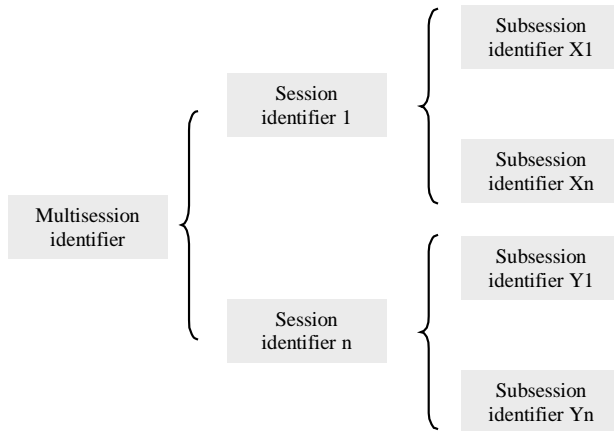 Subsession
identifier X1
Session
identifier 1
Subsession
identifier Xn
Multisession
identifier
Subsession
identifier Y1
Session
identifier n
Subsession
identifier Yn